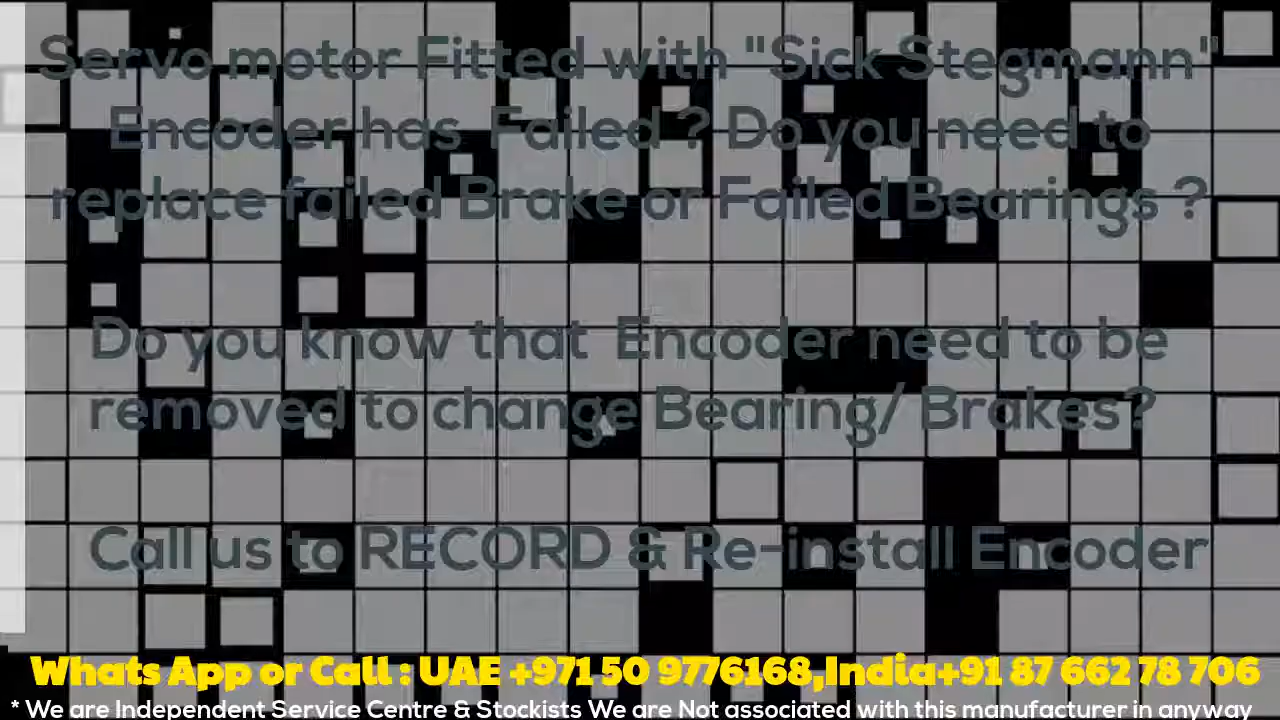 Servo motor Fitted with "Sick Stegmann"
Encoder has Failed ? Do you need to
replace failed Brake or Failed Bearings ?
Do you know that Encoder need to be
removed to change Bearing/ Brakes?
Call us to RECORD & Re-install Encoder
Whats App or Call : UAE +971 50 9776168,India+91 87 662 78 706
* We are Independent Service Centre & Stockists We are Not associated with this manufacturer in anyway